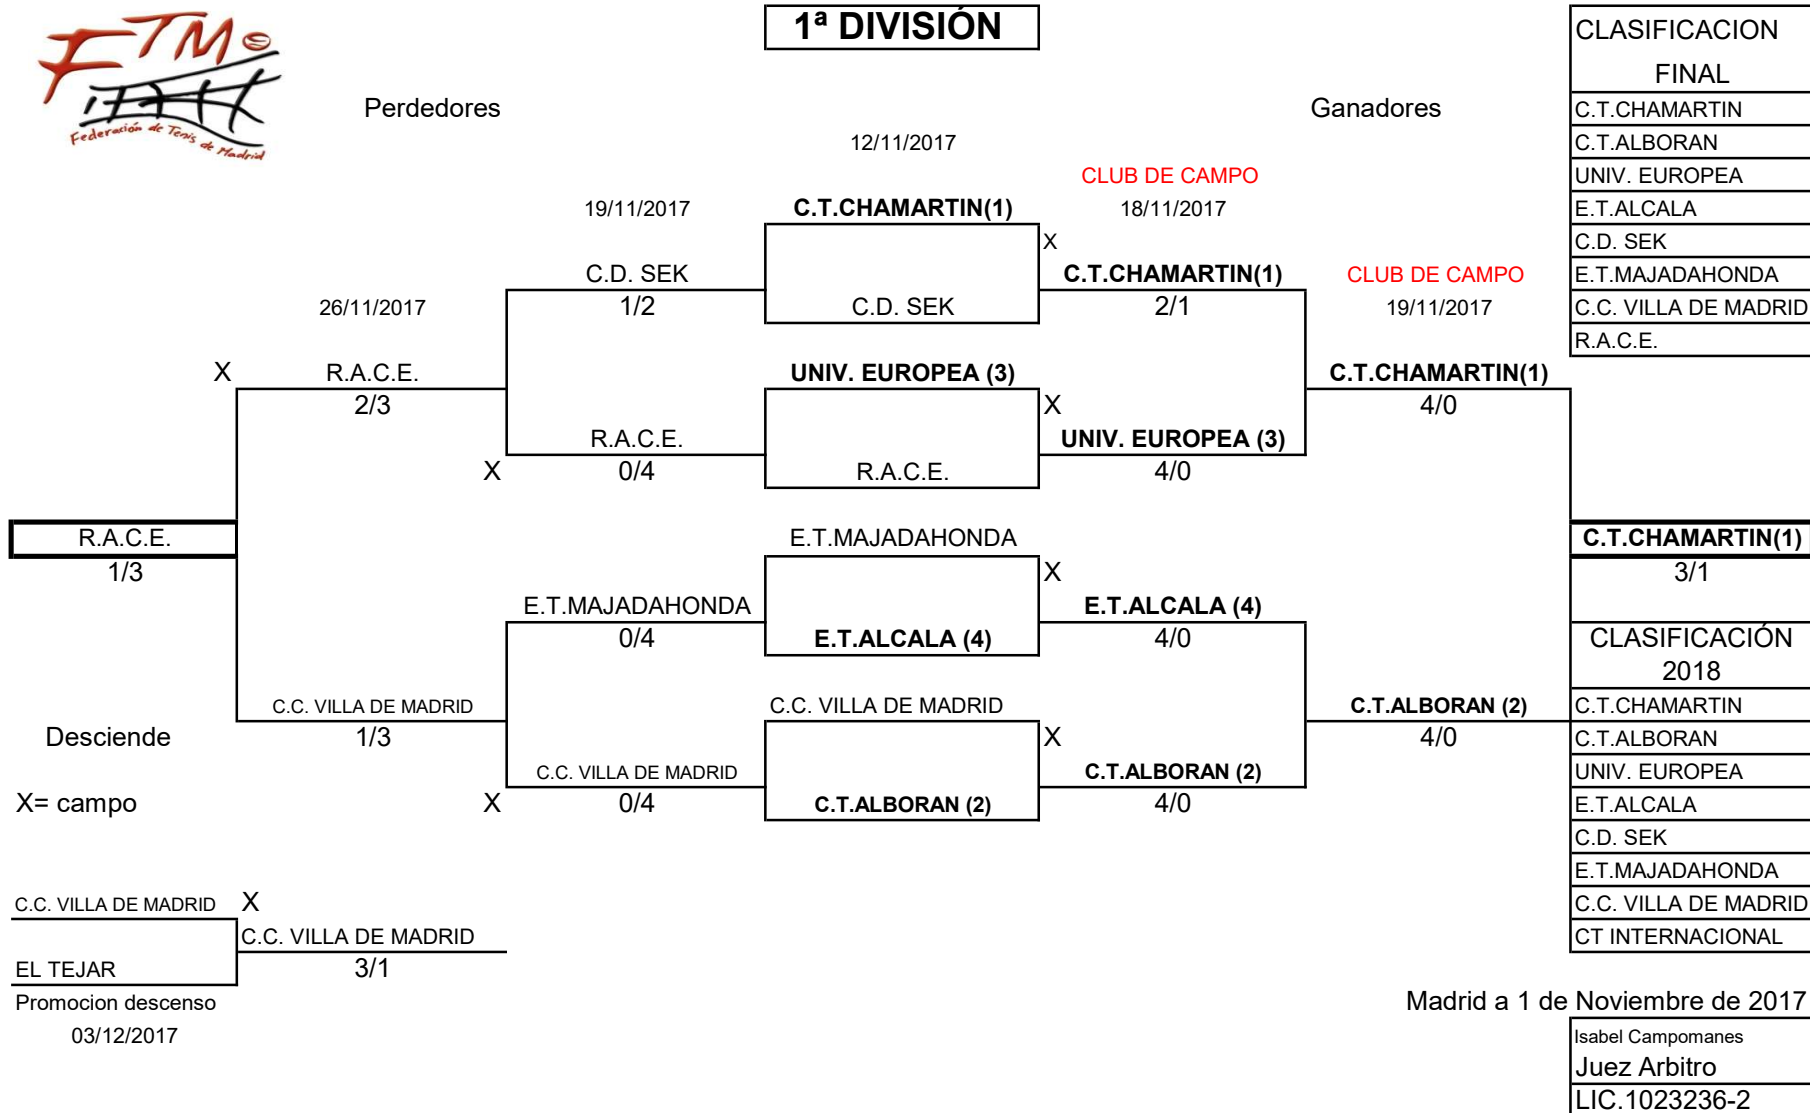 FTM
Federación de Tenis de Madrid
1ª DIVISIÓN
CLASIFICACION
FINAL
C.T.CHAMARTIN
C.T.ALBORAN
UNIV. EUROPEA
E.T.ALCALA
C.D. SEK
E.T.MAJADAHONDA
C.C. VILLA DE MADRID
R.A.C.E.
Perdedores
Ganadores
12/11/2017
CLUB DE CAMPO
19/11/2017
C.T.CHAMARTIN(1)
18/11/2017
X
C.D. SEK
C.T.CHAMARTIN(1)
CLUB DE CAMPO
26/11/2017
1/2
C.D. SEK
2/1
19/11/2017
X
R.A.C.E.
UNIV. EUROPEA (3)
C.T.CHAMARTIN(1)
2/3
X
4/0
R.A.C.E.
UNIV. EUROPEA (3)
X
0/4
R.A.C.E.
4/0
R.A.C.E.
E.T.MAJADAHONDA
C.T.CHAMARTIN(1)
1/3
X
3/1
E.T.MAJADAHONDA
E.T.ALCALA (4)
0/4
E.T.ALCALA (4)
4/0
CLASIFICACIÓN
2018
C.C. VILLA DE MADRID
C.C. VILLA DE MADRID
C.T.ALBORAN (2)
C.T.CHAMARTIN
Desciende
1/3
X
4/0
C.T.ALBORAN
C.C. VILLA DE MADRID
C.T.ALBORAN (2)
UNIV. EUROPEA
X= campo
X
0/4
C.T.ALBORAN (2)
4/0
E.T.ALCALA
C.D. SEK
E.T.MAJADAHONDA
C.C. VILLA DE MADRID
X
C.C. VILLA DE MADRID
C.C. VILLA DE MADRID
CT INTERNACIONAL
EL TEJAR
3/1
Promocion descenso
Madrid a 1 de Noviembre de 2017
03/12/2017
Isabel Campomanes
Juez Arbitro
LIC.1023236-2